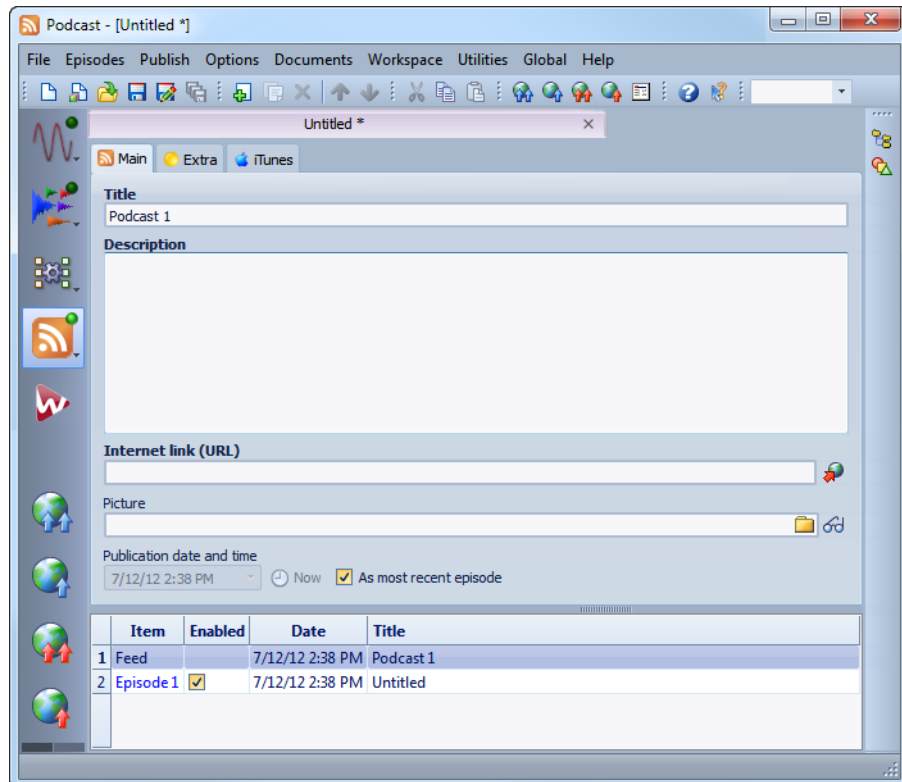 Podcast - [Untitled *]
File Episodes Publish Options Documents Workspace Utilities Global Help
Untitled *
Main Extra iTunes
Title
Podcast 1
Description
Internet link (URL)
Picture
Publication date and time
7/12/12 2:38 PM Now As most recent episode
Item Enabled Date Title
1 Feed 7/12/12 2:38 PM Podcast 1
2 Episode 1 7/12/12 2:38 PM Untitled